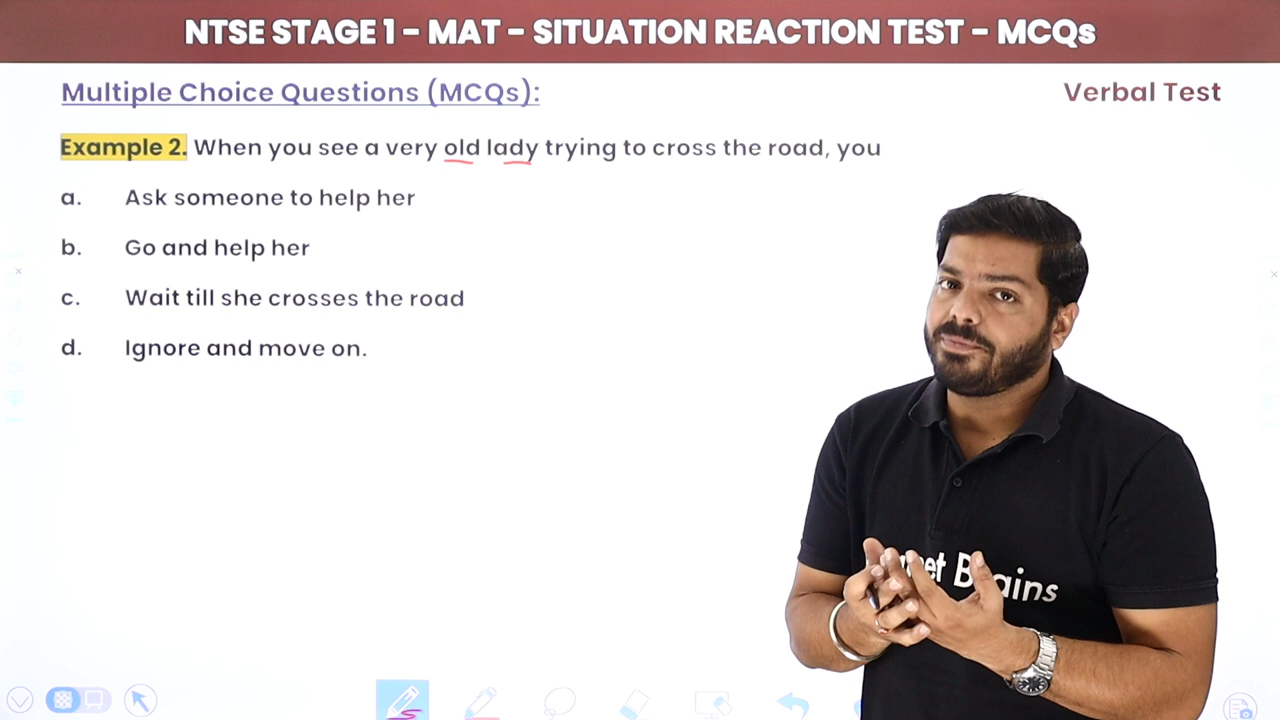 NTSE STAGE 1 – MAT – SITUATION REACTION TEST – MCQs
Multiple Choice Questions (MCQs):
Verbal Test
Example 2. When you see a very old lady trying to cross the road, you
a. Ask someone to help her
b. Go and help her
c. Wait till she crosses the road
d. Ignore and move on.